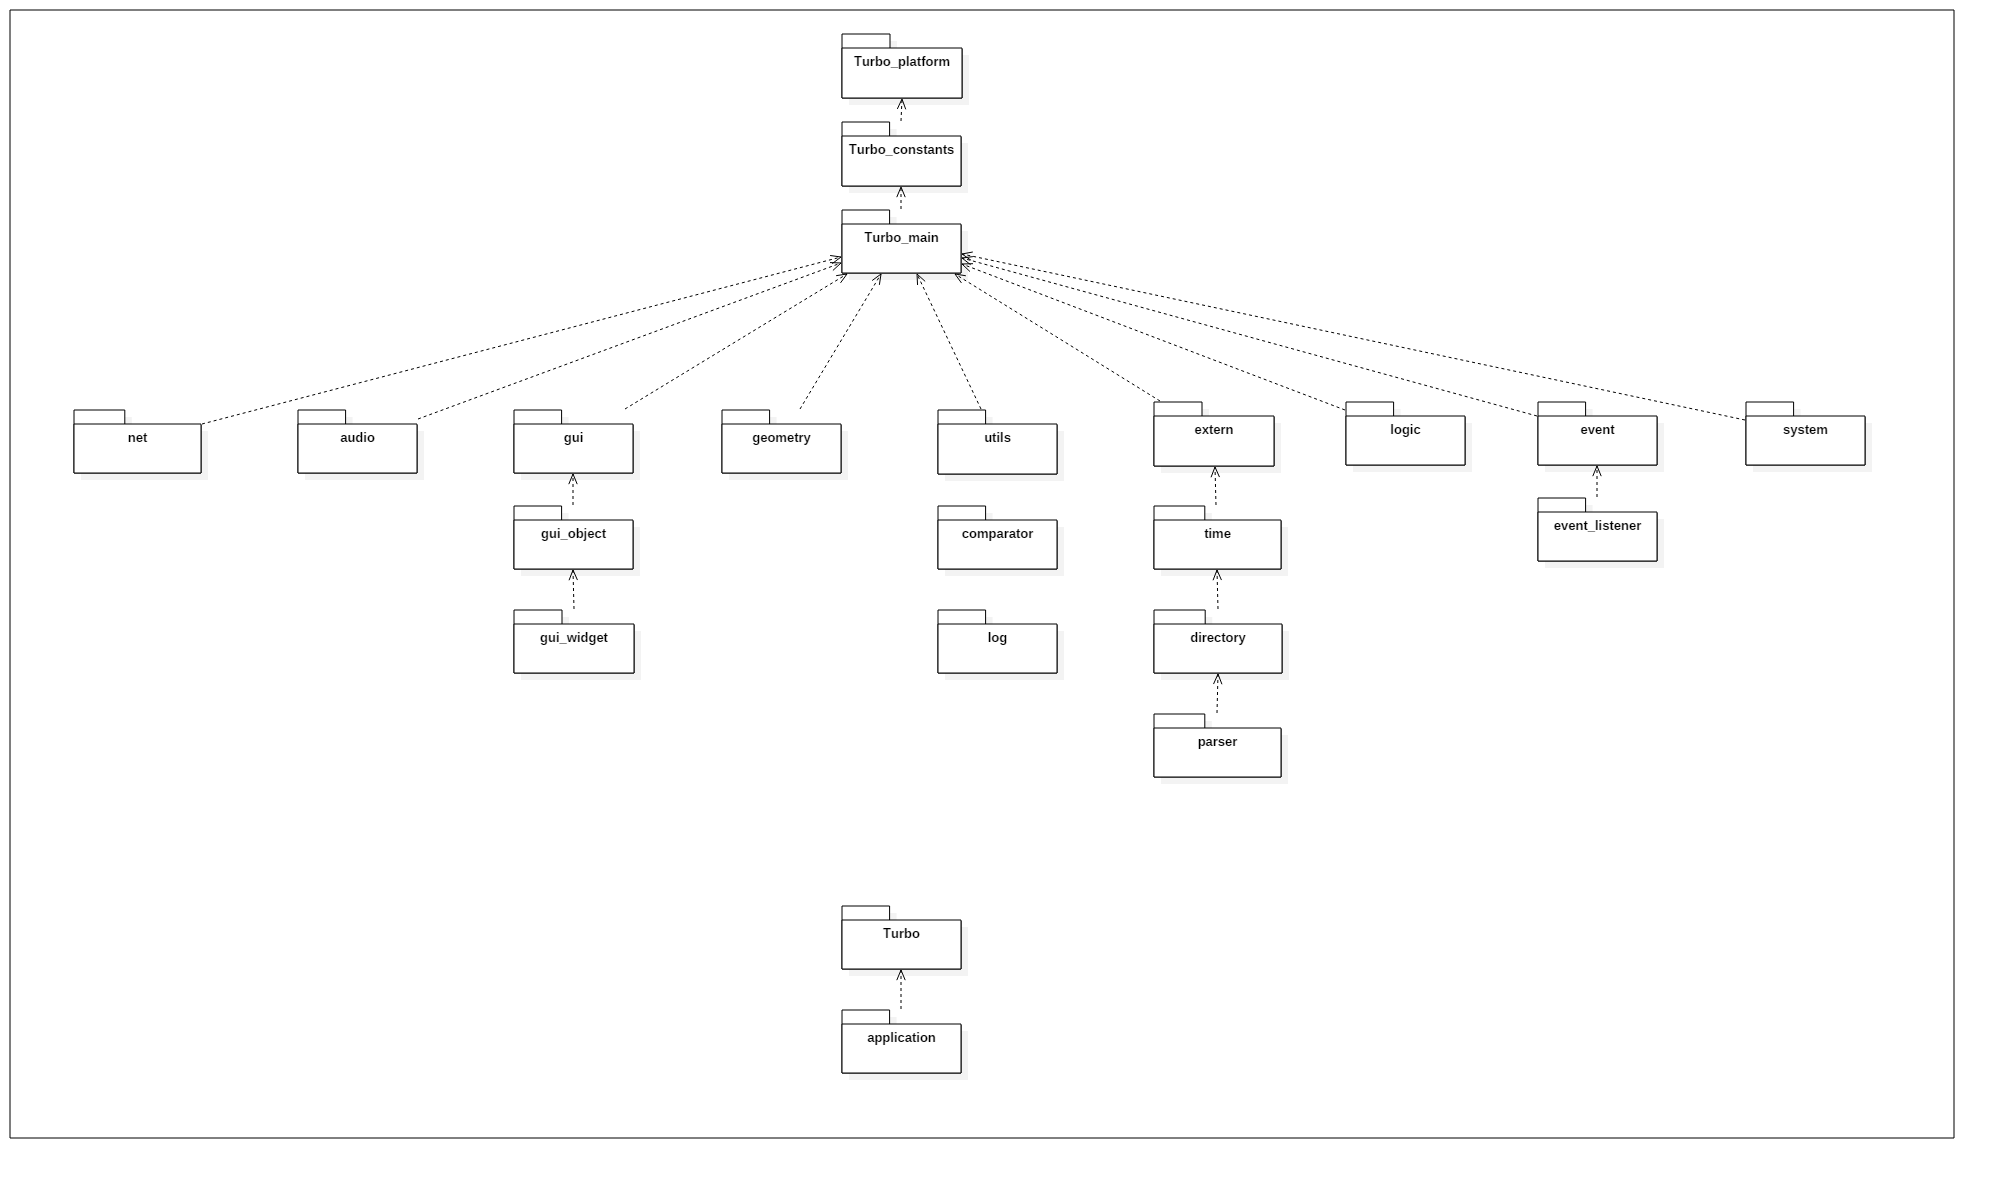 Turbo_platform
Turbo_constants
Turbo_main
net
audio
gui
geometry
utils
extern
logic
event
system
gui_object
comparator
time
event_listener
gui_widget
log
directory
parser
Turbo
application